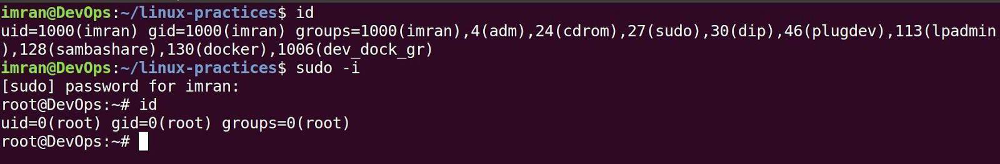 imran@DevOps:~/linux-practices$ id
uid=1000(imran) gid=1000(imran) groups=1000(imran),4(adm),24(cdrom),27(sudo),30(dip),46(plugdev),113(lpadmin
),128(sambashare),130(docker),1006(dev_dock_gr)
imran@DevOps:~/linux-practices$ sudo -i
[sudo] password for imran:
root@DevOps:~# id
uid=0(root) gid=0(root) groups=0(root)
root@DevOps:~#